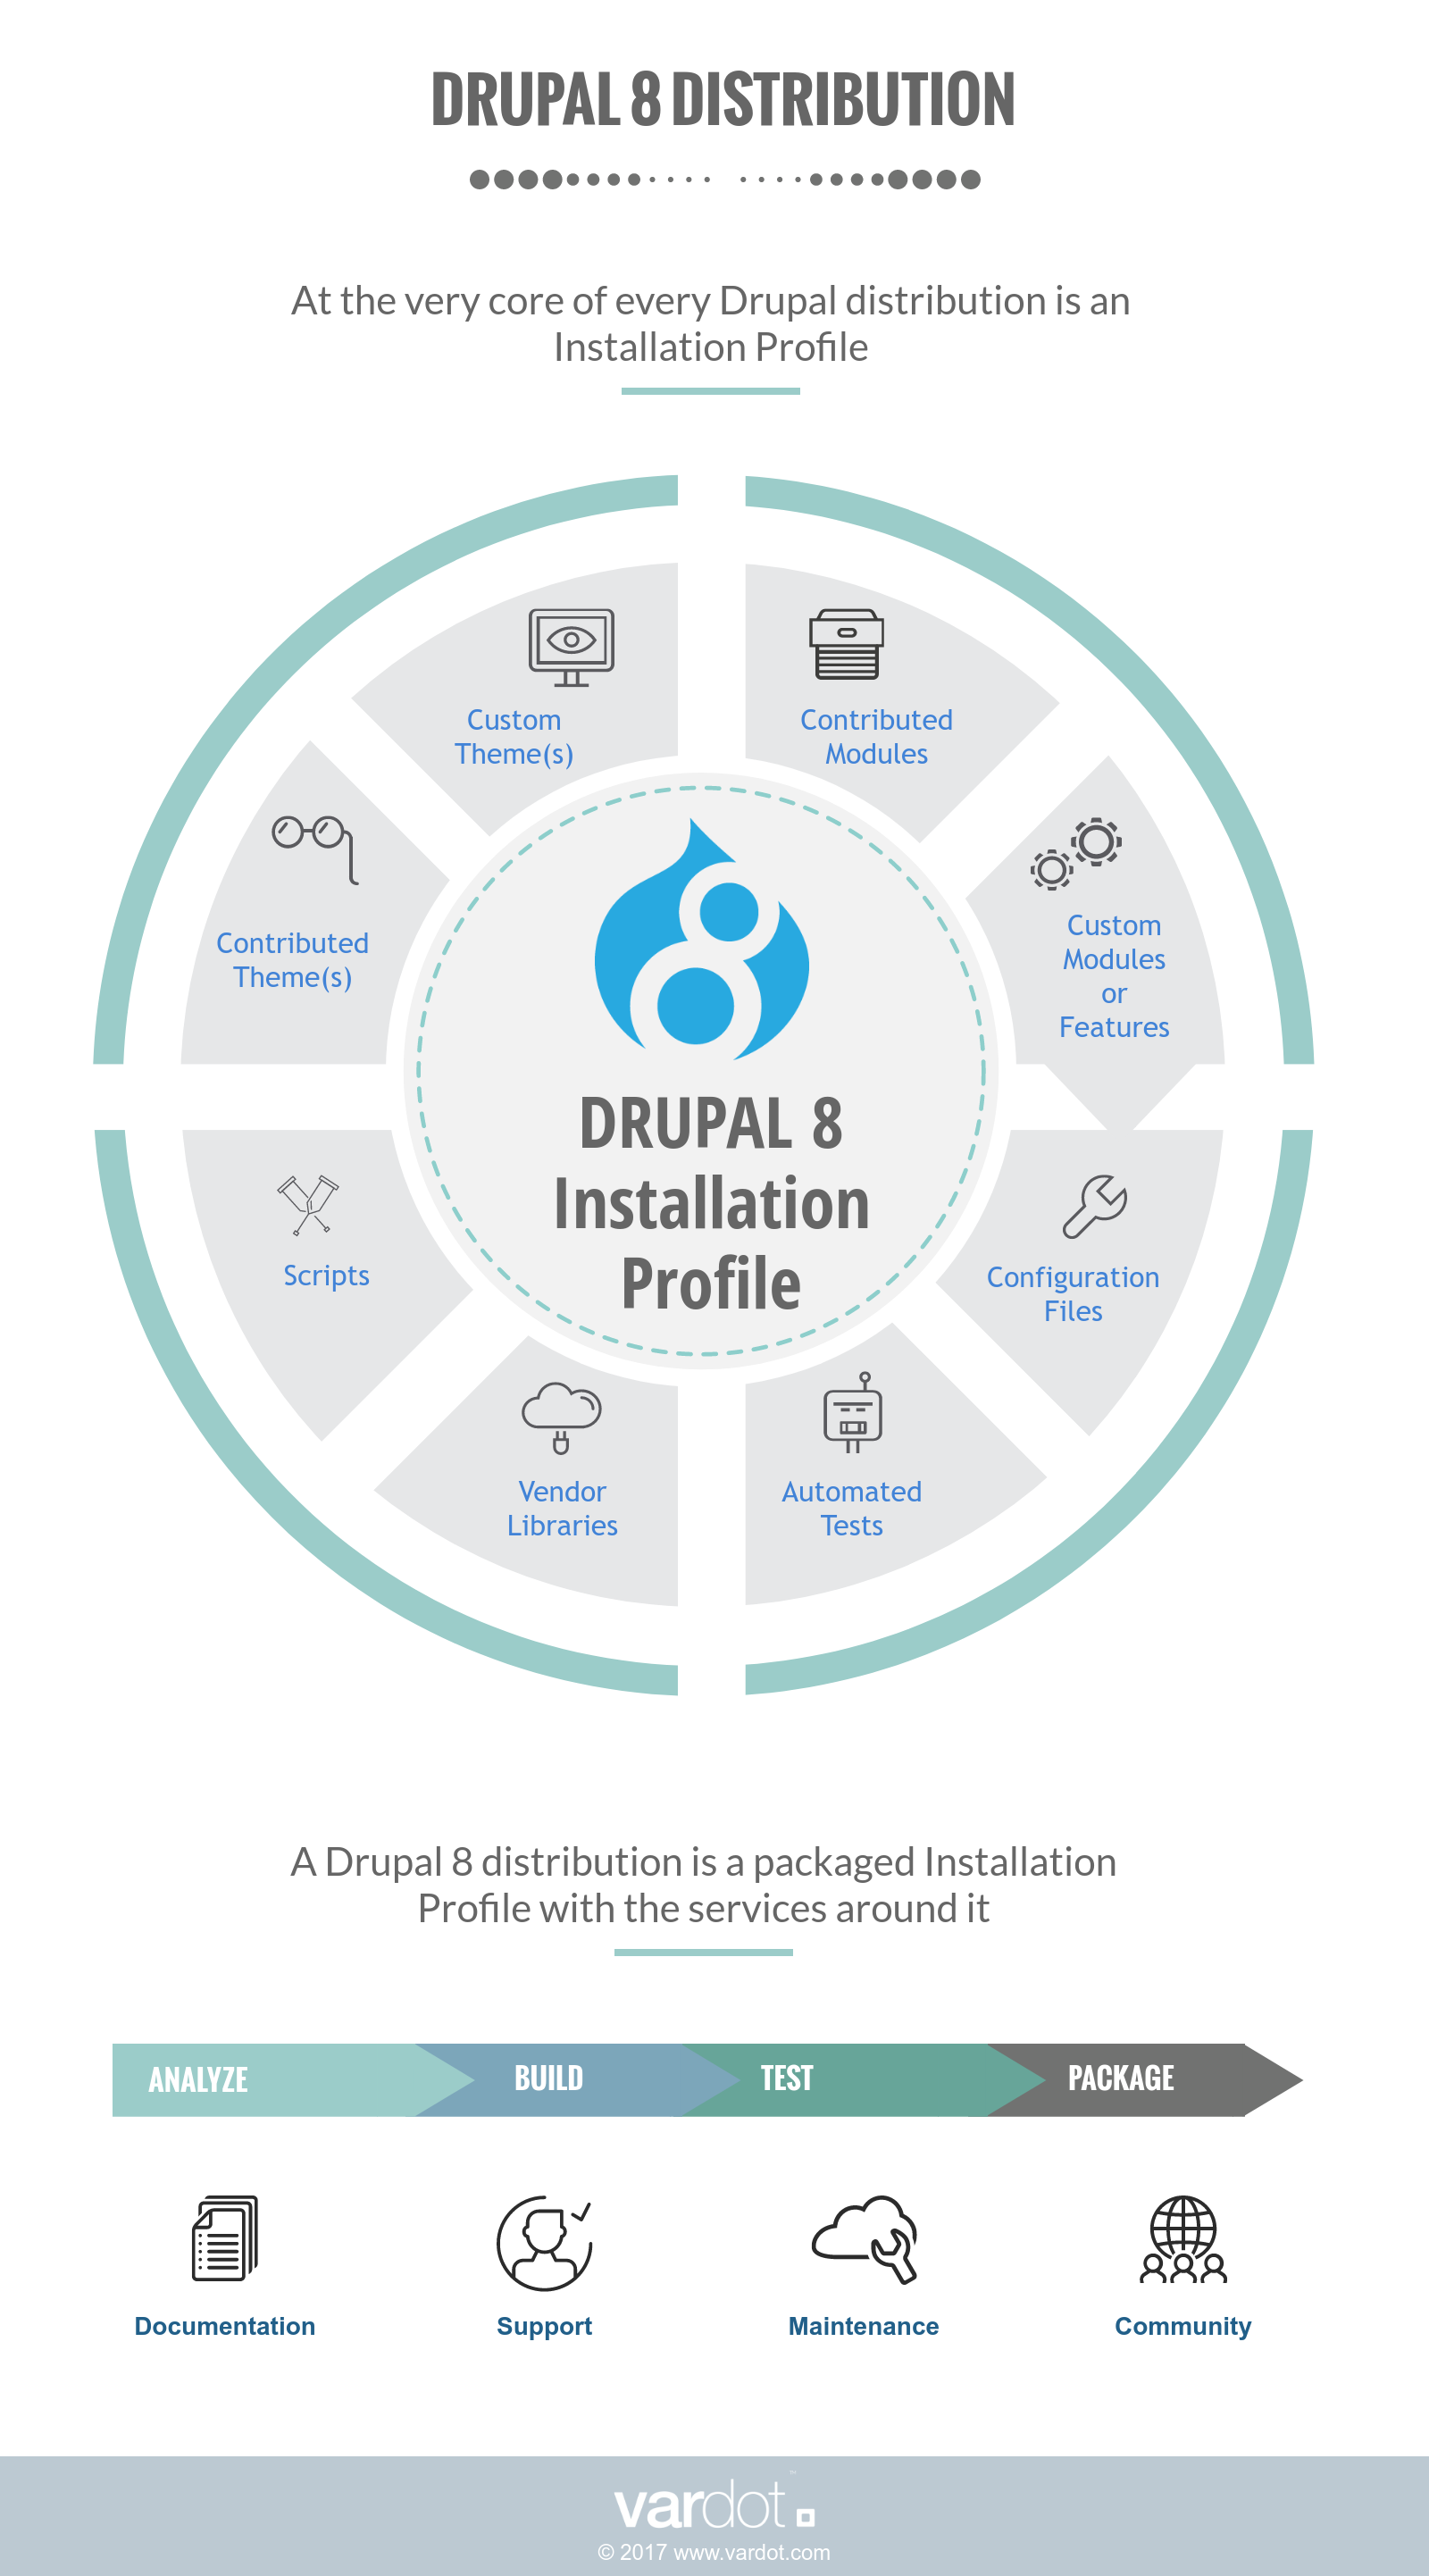 DRUPAL 8 DISTRIBUTION
At the very core of every Drupal distribution is an
Installation Profile
Custom
Theme(s)
Contributed
Modules
Contributed
Theme(s)
Custom
Modules
or
Features
DRUPAL 8
Installation
Profile
Scripts
Configuration
Files
Vendor
Libraries
Automated
Tests
A Drupal 8 distribution is a packaged Installation
Profile with the services around it
ANALYZE
BUILD
TEST
PACKAGE
Documentation
Support
Maintenance
Community
vardot
© 2017 www.vardot.com